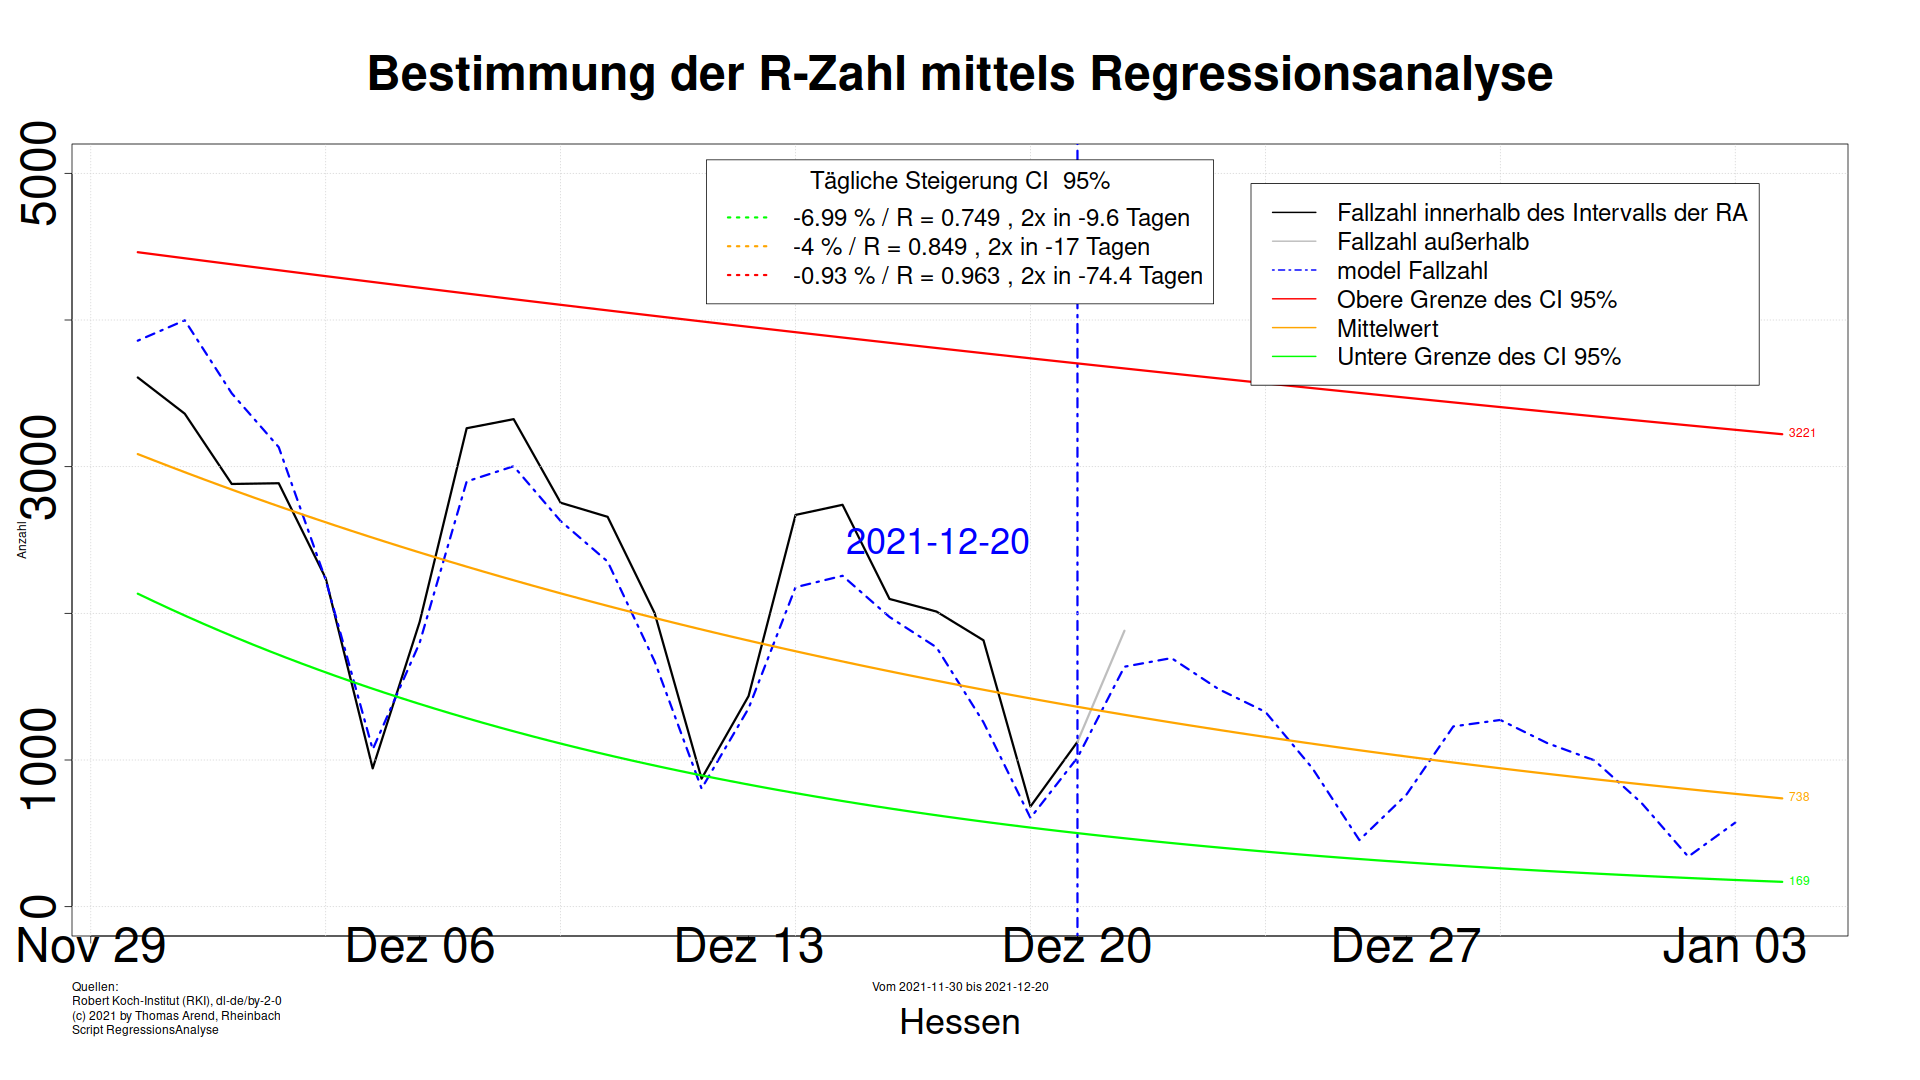 Bestimmung der R-Zahl mittels Regressionsanalyse
Tägliche Steigerung CI 95%
-6.99 % / R = 0.749 , 2x in -9.6 Tagen
-4 % / R = 0.849 , 2x in -17 Tagen
-0.93 % / R = 0.963 , 2x in -74.4 Tagen
Fallzahl innerhalb des Intervalls der RA
Fallzahl außerhalb
model Fallzahl
Obere Grenze des CI 95%
Mittelwert
Untere Grenze des CI 95%
5000
3000
1000
0
Anzahl
2021-12-20
3221
738
169
Nov 29
Dez 06
Dez 13
Dez 20
Dez 27
Jan 03
Quellen:
Robert Koch-Institut (RKI), dl-de/by-2-0
(c) 2021 by Thomas Arend, Rheinbach
Script RegressionsAnalyse
Vom 2021-11-30 bis 2021-12-20
Hessen